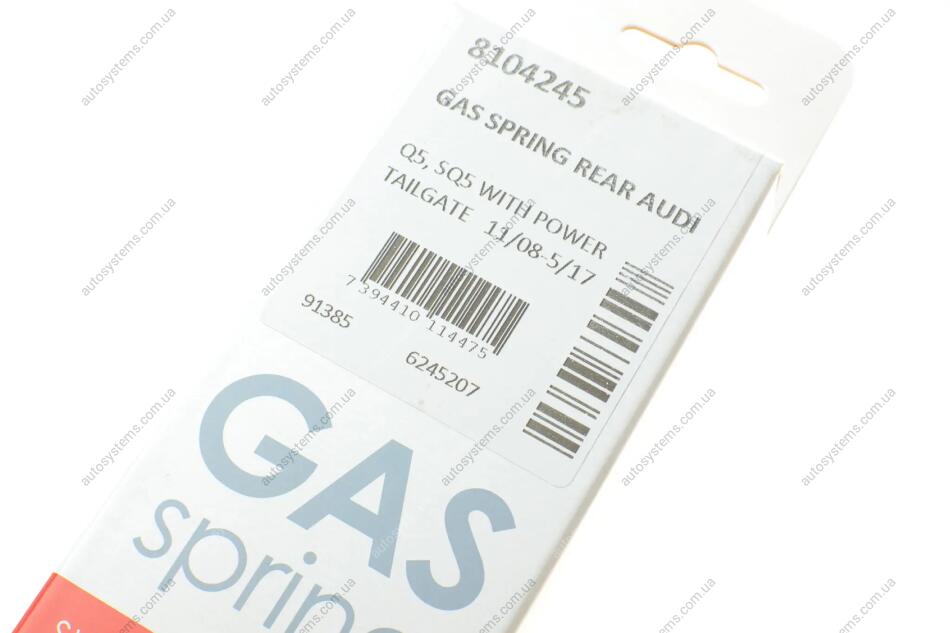 8104245
GAS SPRING REAR AUDI
Q5, SQ5 WITH POWER
TAILGATE 11/08-5/17
7 394410 114475
91385
6245207
GAS
spring
autosystems.com.ua